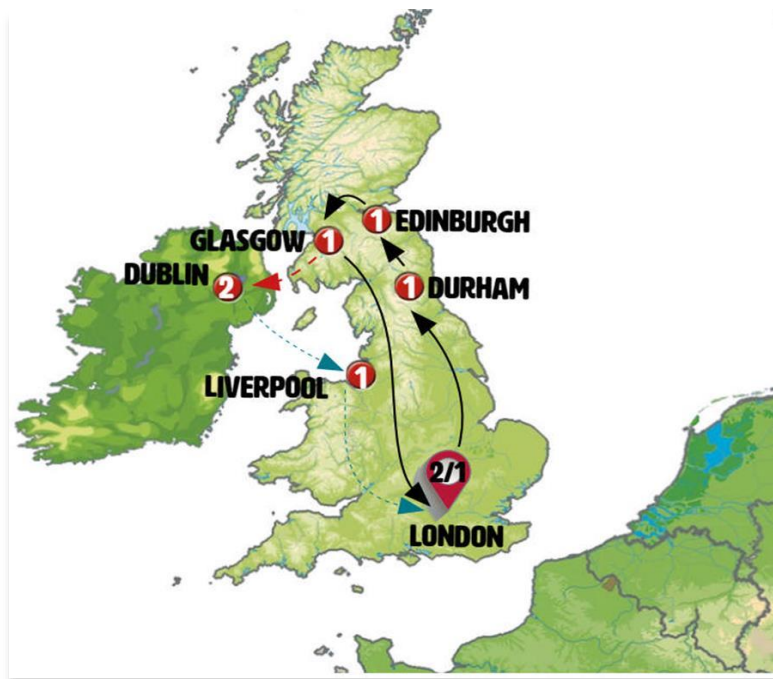 1 EDINBURGH
GLASGOW 1
DUBLIN 2
1 DURHAM
LIVERPOOL 1
2/1
LONDON